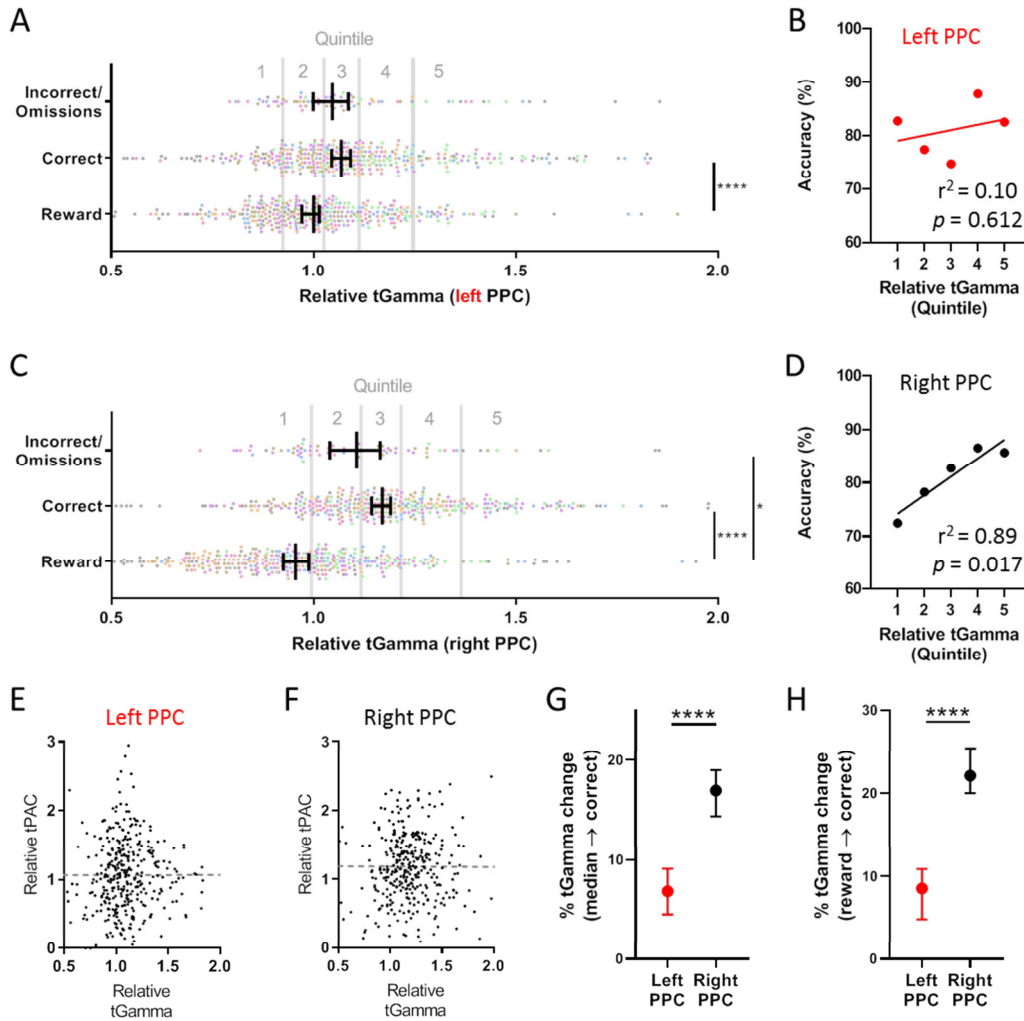 A
Quintile
1 2 3 4 5
Incorrect/
Omissions
Correct
Reward
****
0.5 1.0 1.5 2.0
Relative tGamma (left PPC)
B
Left PPC
100
90
80
70
60
Accuracy (%)
r² = 0.10
p = 0.612
1 2 3 4 5
Relative tGamma
(Quintile)
C
Quintile
1 2 3 4 5
Incorrect/
Omissions
Correct
Reward
****
*
0.5 1.0 1.5 2.0
Relative tGamma (right PPC)
D
Right PPC
100
90
80
70
60
Accuracy (%)
r² = 0.89
p = 0.017
1 2 3 4 5
Relative tGamma
(Quintile)
E
Left PPC
3
2
1
0
Relative tPAC
0.5 1.0 1.5 2.0
Relative
tGamma
F
Right PPC
3
2
1
0
Relative tPAC
0.5 1.0 1.5 2.0
Relative
tGamma
G
****
20
10
0
% tGamma change
(median → correct)
Left Right
PPC PPC
H
****
30
20
10
0
% tGamma change
(reward → correct)
Left Right
PPC PPC